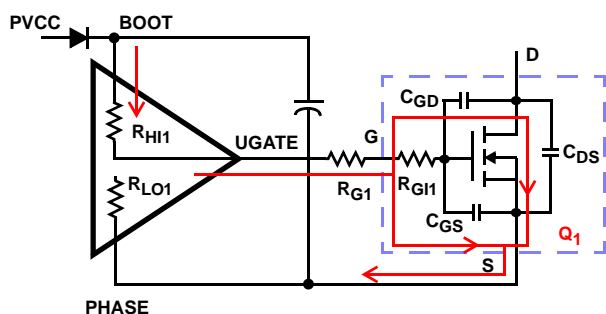 PVCC
BOOT
D
CGD
RHI1
UGATE
G
CDS
RLO1
RG1
RGI1
CGS
Q1
S
PHASE